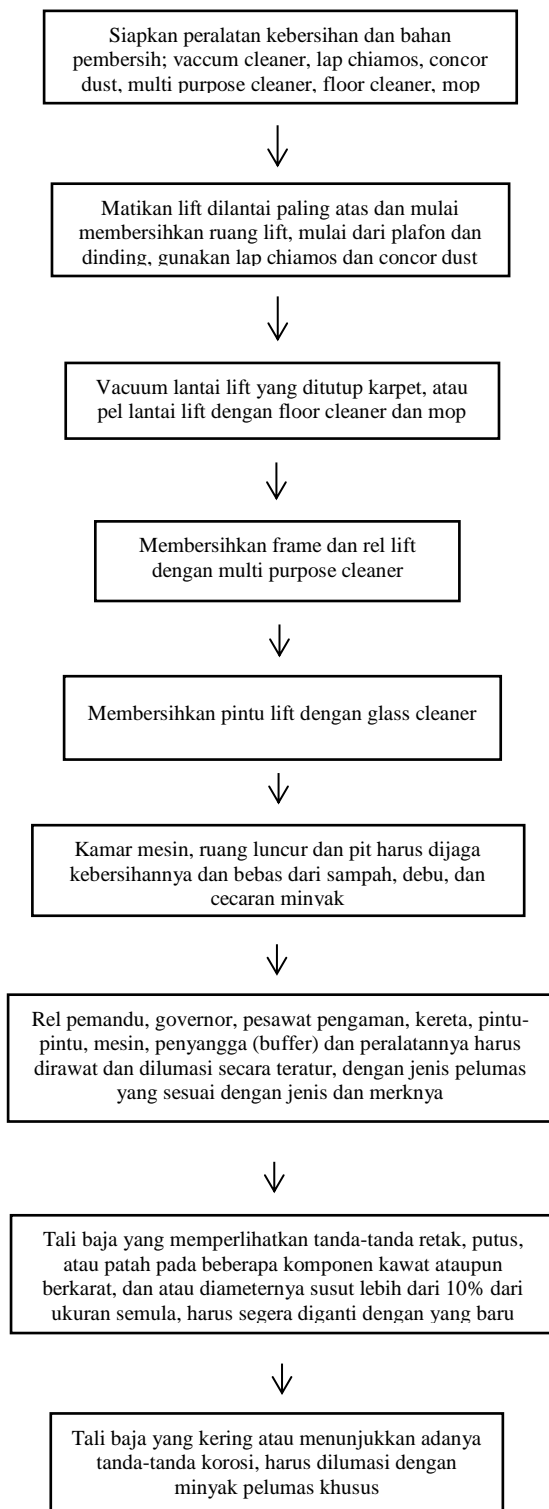 Siapkan peralatan kebersihan dan bahan
pembersih; vaccum cleaner, lap chiamos, concor
dust, multi purpose cleaner, floor cleaner, mop
Matikan lift dilantai paling atas dan mulai
membersihkan ruang lift, mulai dari plafon dan
dinding, gunakan lap chiamos dan concor dust
Vacuum lantai lift yang ditutup karpet, atau
pel lantai lift dengan floor cleaner dan mop
Membersihkan frame dan rel lift
dengan multi purpose cleaner
Membersihkan pintu lift dengan glass cleaner
Kamar mesin, ruang luncur dan pit harus dijaga
kebersihannya dan bebas dari sampah, debu, dan
cecaran minyak
Rel pemandu, governor, pesawat pengaman, kereta, pintu-
pintu, mesin, penyangga (buffer) dan peralatannya harus
dirawat dan dilumasi secara teratur, dengan jenis pelumas
yang sesuai dengan jenis dan merknya
Tali baja yang memperlihatkan tanda-tanda retak, putus,
atau patah pada beberapa komponen kawat ataupun
berkarat, dan atau diameternya susut lebih dari 10% dari
ukuran semula, harus segera diganti dengan yang baru
Tali baja yang kering atau menunjukkan adanya
tanda-tanda korosi, harus dilumasi dengan
minyak pelumas khusus